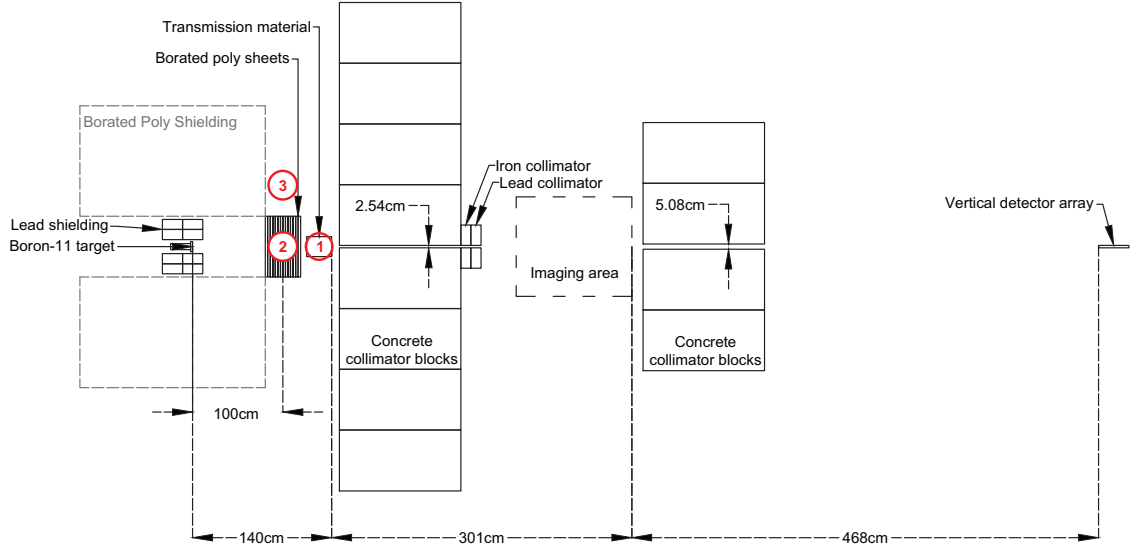 Transmission material
Borated poly sheets
Borated Poly Shielding
3
Iron collimator
Lead collimator
2.54cm
5.08cm
Vertical detector array
Lead shielding
Boron-11 target
2
1
Imaging area
Concrete
collimator blocks
Concrete
collimator blocks
100cm
140cm
301cm
468cm